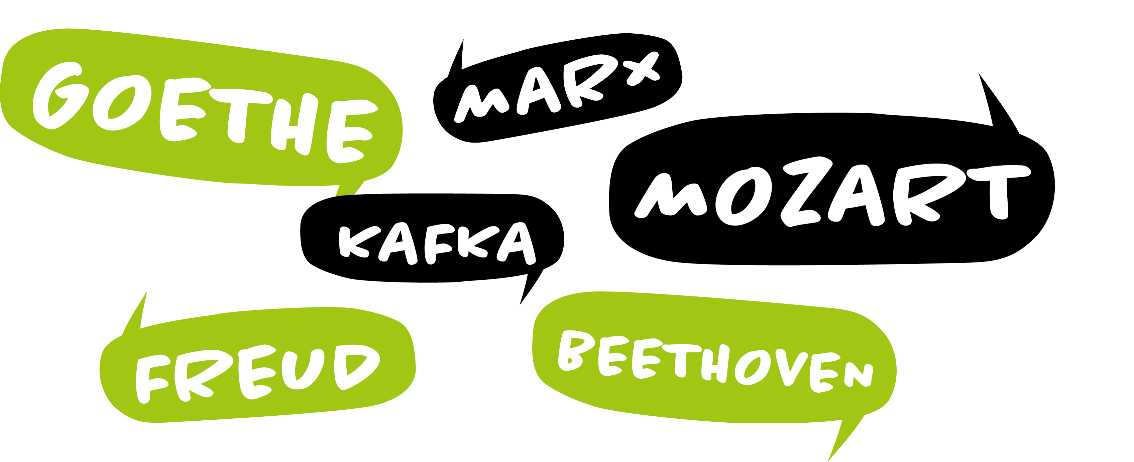 GOETHE
MARX
MOZART
KAFKA
FREUD
BEETHOVEN